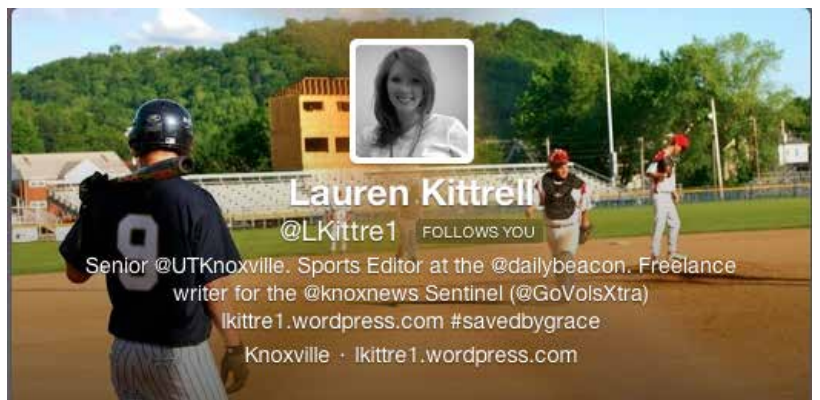 Lauren Kittrell
@LKittre1 FOLLOWS YOU
Senior @UTKnoxville. Sports Editor at the @dailybeacon. Freelance
writer for the @knoxnews Sentinel (@GoVolsXtra)
lkittre1.wordpress.com #savedbygrace
Knoxville · lkittre1.wordpress.com
9